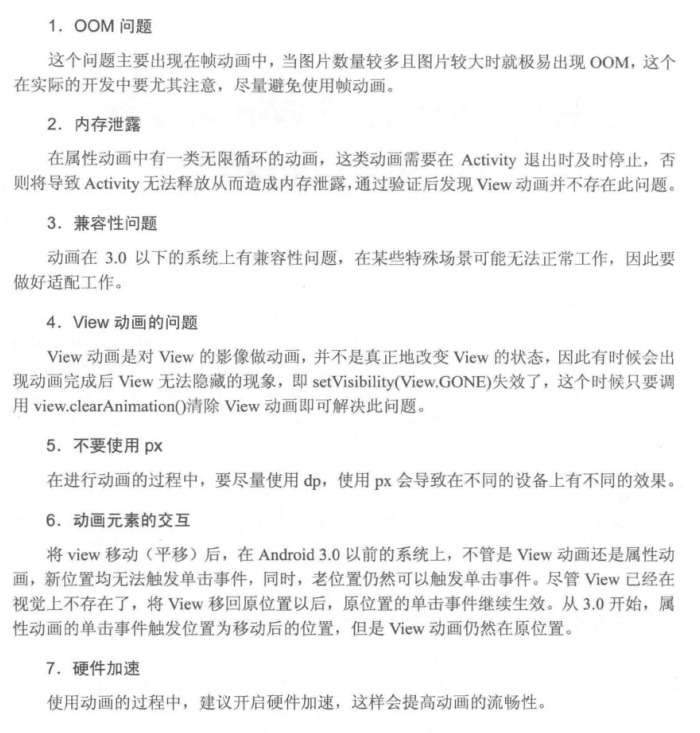 1. OOM 问题
这个问题主要出现在帧动画中，当图片数量较多且图片较大时就极易出现 OOM，这个
在实际的开发中要尤其注意，尽量避免使用帧动画。
2. 内存泄露
在属性动画中有一类无限循环的动画，这类动画需要在 Activity 退出时及时停止，否
则将导致 Activity 无法释放从而造成内存泄露，通过验证后发现 View 动画并不存在此问题。
3. 兼容性问题
动画在 3.0 以下的系统上有兼容性问题，在某些特殊场景可能无法正常工作，因此要
做好适配工作。
4. View 动画的问题
View 动画是对 View 的影像做动画，并不是真正地改变 View 的状态，因此有时候会出
现动画完成后 View 无法隐藏的现象，即 setVisibility(View.GONE)失效了，这个时候只要调
用 view.clearAnimation()清除 View 动画即可解决此问题。
5. 不要使用 px
在进行动画的过程中，要尽量使用 dp，使用 px 会导致在不同的设备上有不同的效果。
6. 动画元素的交互
将 view 移动（平移）后，在 Android 3.0 以前的系统上，不管是 View 动画还是属性动
画，新位置均无法触发单击事件，同时，老位置仍然可以触发单击事件。尽管 View 已经在
视觉上不存在了，将 View 移回原位置以后，原位置的单击事件继续生效。从 3.0 开始，属
性动画的单击事件触发位置为移动后的位置，但是 View 动画仍然在原位置。
7. 硬件加速
使用动画的过程中，建议开启硬件加速，这样会提高动画的流畅性。